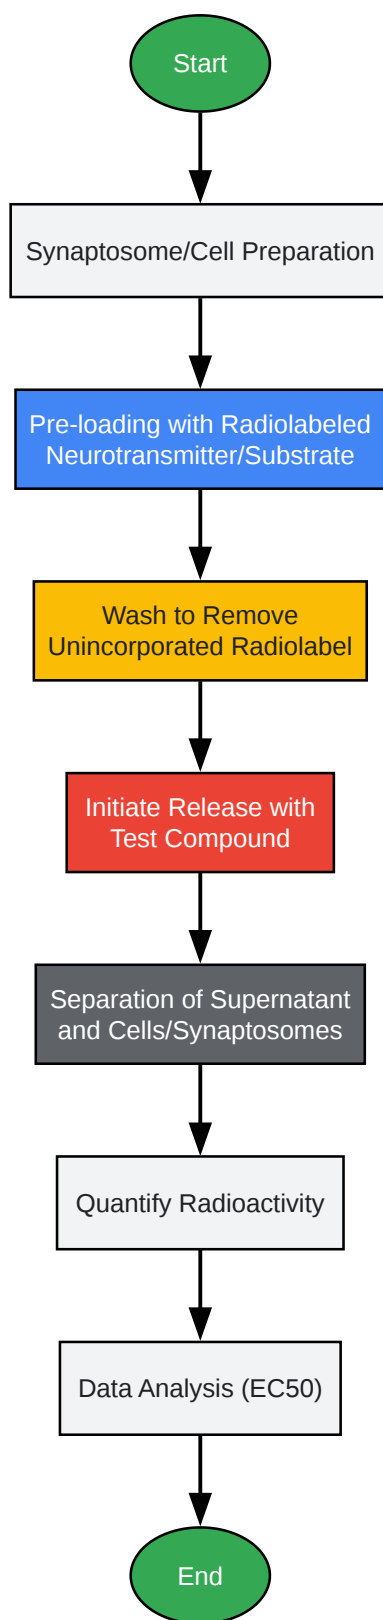 Start
Synaptosome/Cell Preparation
Pre-loading with Radiolabeled
Neurotransmitter/Substrate
Wash to Remove
Unincorporated Radiolabel
Initiate Release with
Test Compound
Separation of Supernatant
and Cells/Synaptosomes
Quantify Radioactivity
Data Analysis (EC50)
End